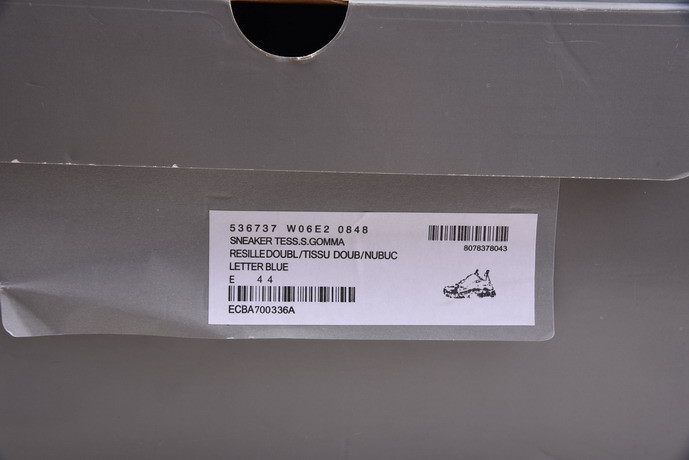 536737 W06E2 0848
SNEAKER TESS.S.GOMMA
RESILLE DOUBL/TISSU DOUB/NUBUC
LETTER BLUE
E 44
ECBA700336A
8078378043